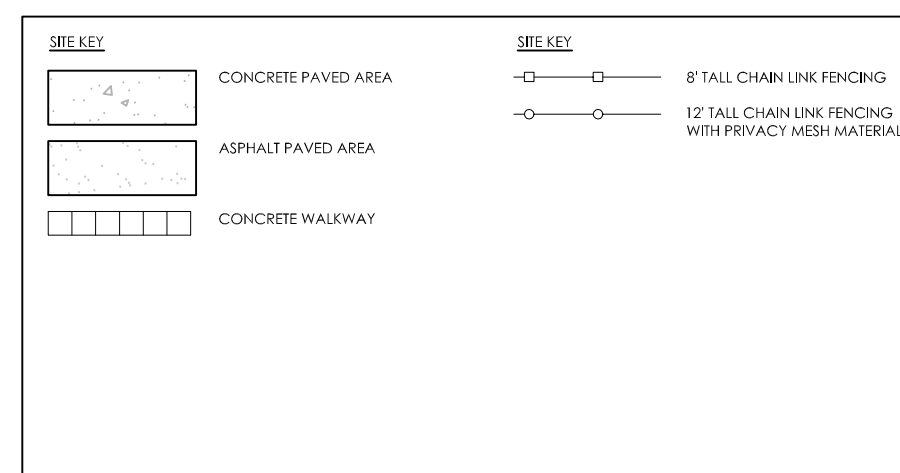 SITE KEY
CONCRETE PAVED AREA
ASPHALT PAVED AREA
CONCRETE WALKWAY
SITE KEY
8' TALL CHAIN LINK FENCING
12' TALL CHAIN LINK FENCING
WITH PRIVACY MESH MATERIAL